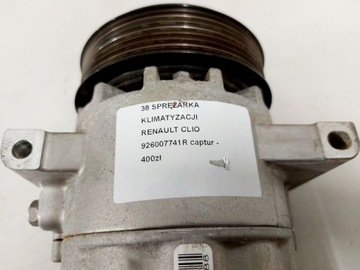 38 SPRĘŻARKA
KLIMATYZACJI
RENAULT CLIO
926007741R captur -
400zł